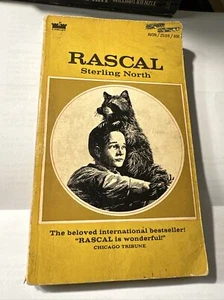 RASCAL
Sterling North
The beloved international bestseller!
"RASCAL is wonderful!"
CHICAGO TRIBUNE